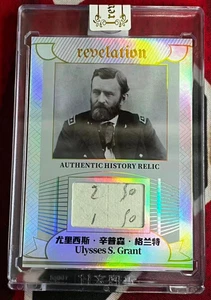 revelation
AUTHENTIC HISTORY RELIC
2 50
1 50
尤里西斯·辛普森·格兰特
Ulysses S. Grant